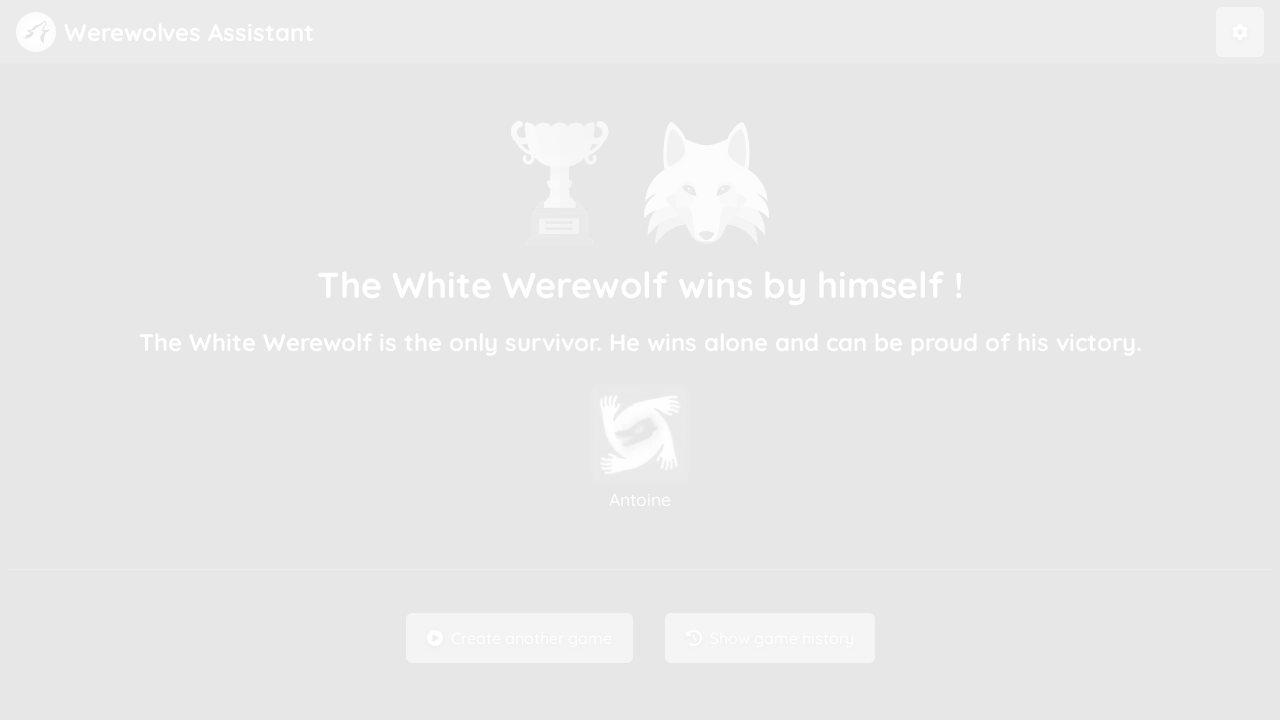 Werewolves Assistant
The White Werewolf wins by himself !
The White Werewolf is the only survivor. He wins alone and can be proud of his victory.
Antoine
Create another game
Show game history